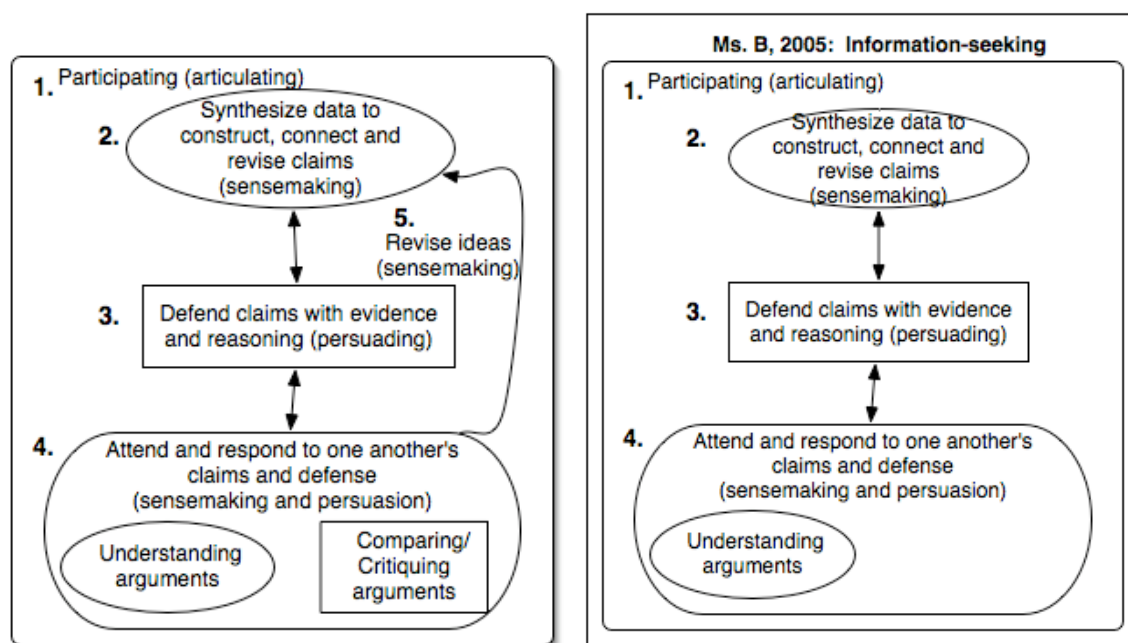 1. Participating (articulating)
2. Synthesize data to
construct, connect and
revise claims
(sensemaking)
5.
Revise ideas
(sensemaking)
3. Defend claims with evidence
and reasoning (persuading)
4. Attend and respond to one another's
claims and defense
(sensemaking and persuasion)
Understanding
arguments
Comparing/
Critiquing
arguments
Ms. B, 2005: Information-seeking
1. Participating (articulating)
2. Synthesize data to
construct, connect and
revise claims
(sensemaking)
3. Defend claims with evidence
and reasoning (persuading)
4. Attend and respond to one another's
claims and defense
(sensemaking and persuasion)
Understanding
arguments